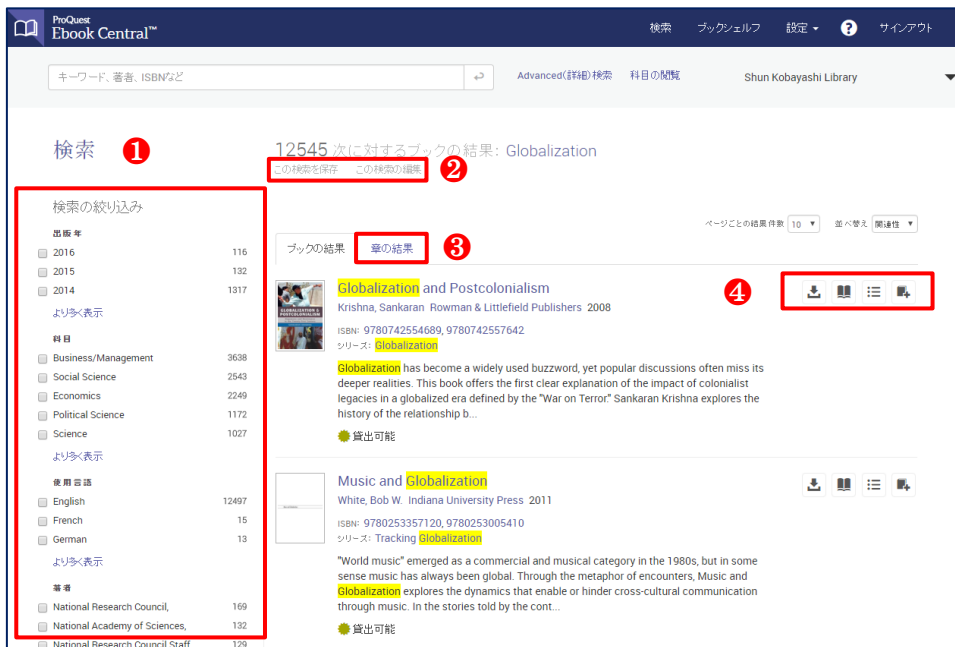 ProQuest
Ebook Central™
検索 ブックシェルフ 設定 ? サインアウト
キーワード、著者、ISBNなど
Advanced(詳細)検索 科目の閲覧 Shun Kobayashi Library
検索 1
12545 次に対するブックの結果: Globalization
この検索を保存 この検索の編集 2
検索の絞り込み
出版年
2016 116
2015 132
2014 1317
より多く表示
科目
Business/Management 3638
Social Science 2543
Economics 2249
Political Science 1172
Science 1027
より多く表示
使用言語
English 12497
French 15
German 13
より多く表示
著者
National Research Council, 169
National Academy of Sciences, 132
National Research Council Staff 129
ページごとの結果件数 10 並べ替え 関連性
ブックの結果 章の結果 3
4
GLOBALIZATION &
POSTCOLONIALISM
Globalization and Postcolonialism
Krishna, Sankaran Rowman & Littlefield Publishers 2008
ISBN: 9780742554689, 9780742557642
シリーズ: Globalization
Globalization has become a widely used buzzword, yet popular discussions often miss its
deeper realities. This book offers the first clear explanation of the impact of colonialist
legacies in a globalized era defined by the "War on Terror." Sankaran Krishna explores the
history of the relationship b...
貸出可能
Music and Globalization
White, Bob W. Indiana University Press 2011
ISBN: 9780253357120, 9780253005410
シリーズ: Tracking Globalization
"World music" emerged as a commercial and musical category in the 1980s, but in some
sense music has always been global. Through the metaphor of encounters, Music and
Globalization explores the dynamics that enable or hinder cross-cultural communication
through music. In the stories told by the cont...
貸出可能